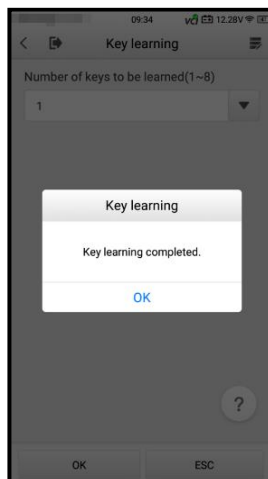 09:34
12.28V
Key learning
Number of keys to be learned(1~8)
1
Key learning
Key learning completed.
OK
?
OK
ESC